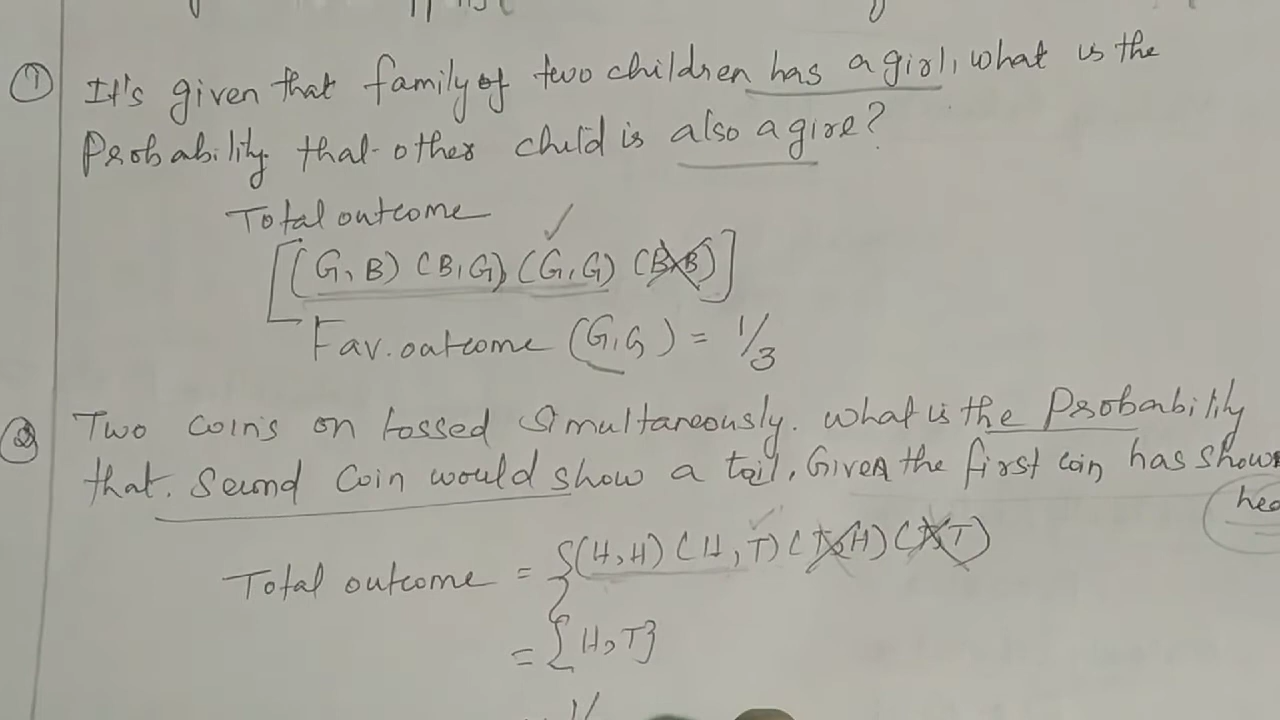 ① It's given that family of two children has a girl, what is the
Probability that other child is also a girl?
Total outcome
[(G, B) (B, G), (G, G) (B, B)]
Fav. outcome (G, G) = 1/3
② Two coins on tossed simultaneously. What is the Probability
that. Second Coin would show a tail, Given the first coin has shown
hea
Total outcome = {(H, H) (H, T) (T, H) (T, T)
= {H, T}